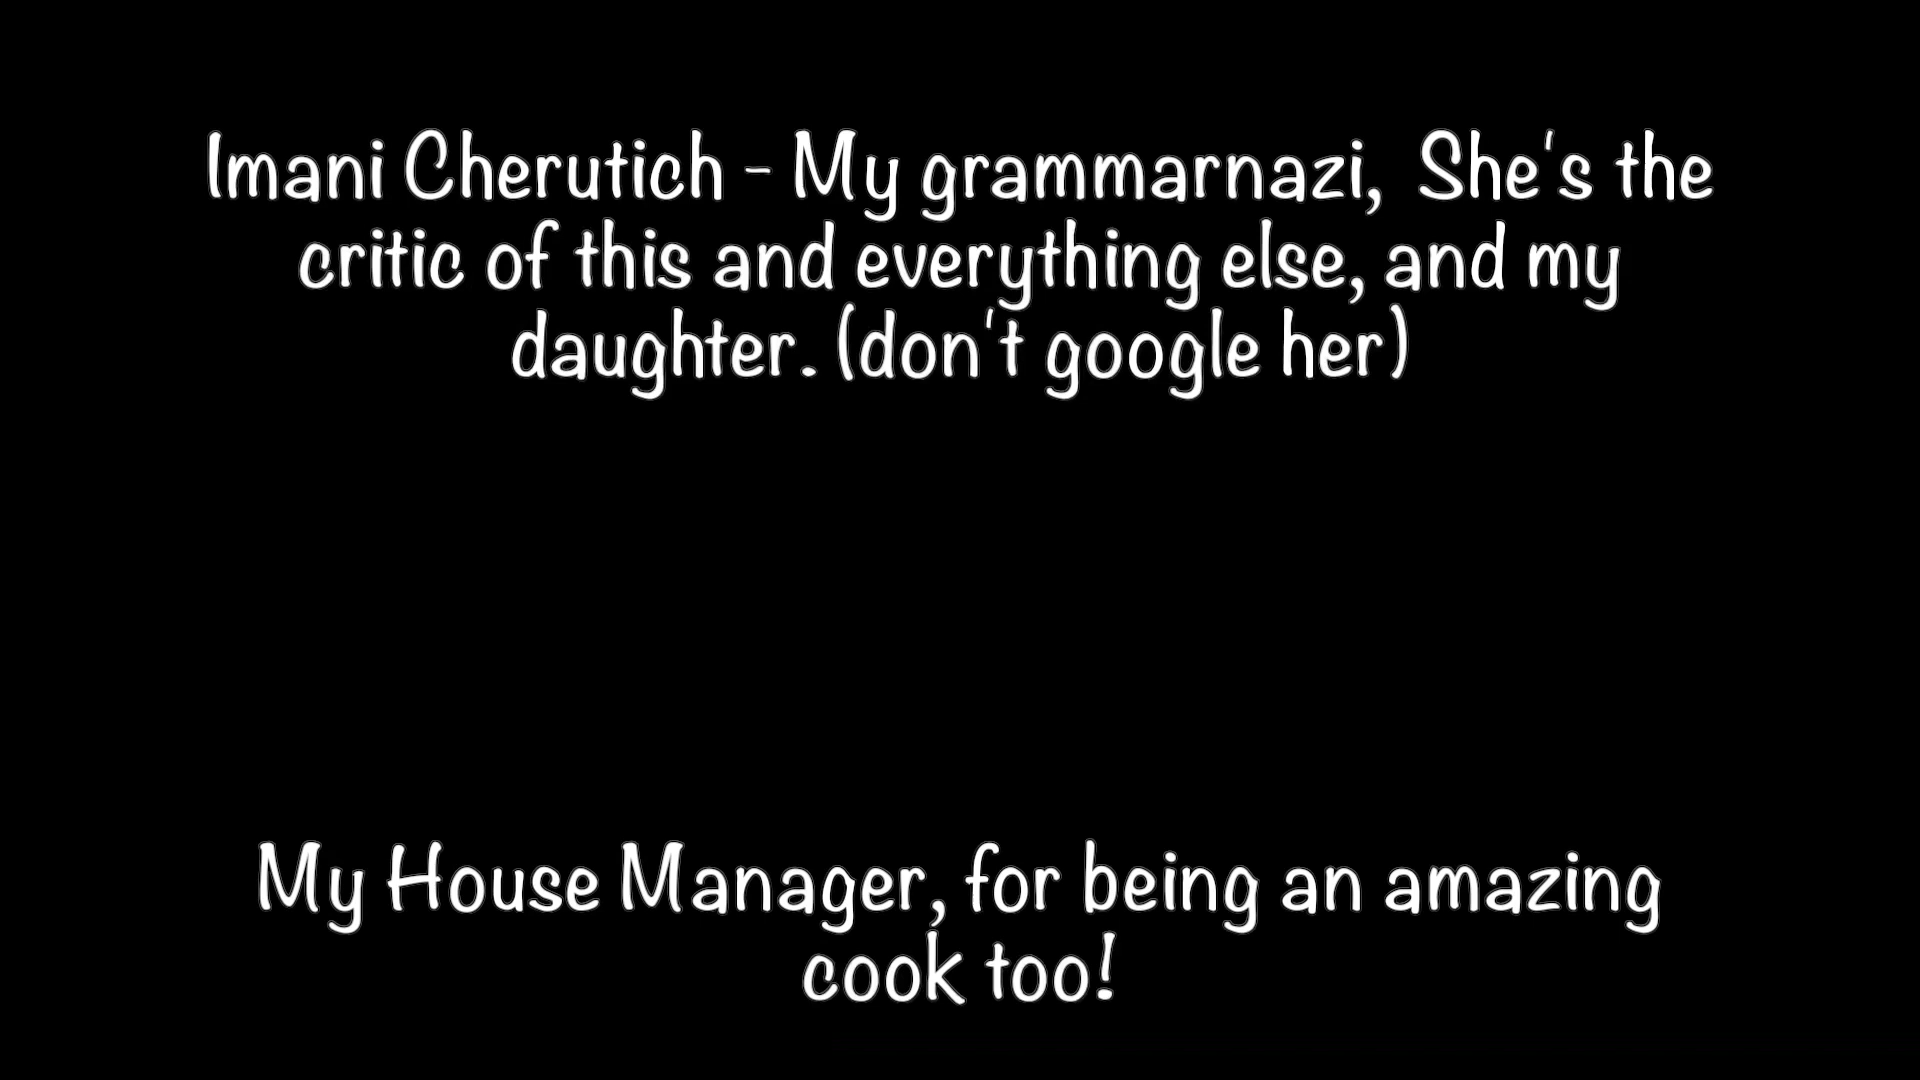 Imani Cherutich - My grammarnazi,  She's the
critic of this and everything else, and my
daughter. (don't google her)
My House Manager, for being an amazing
cook too!